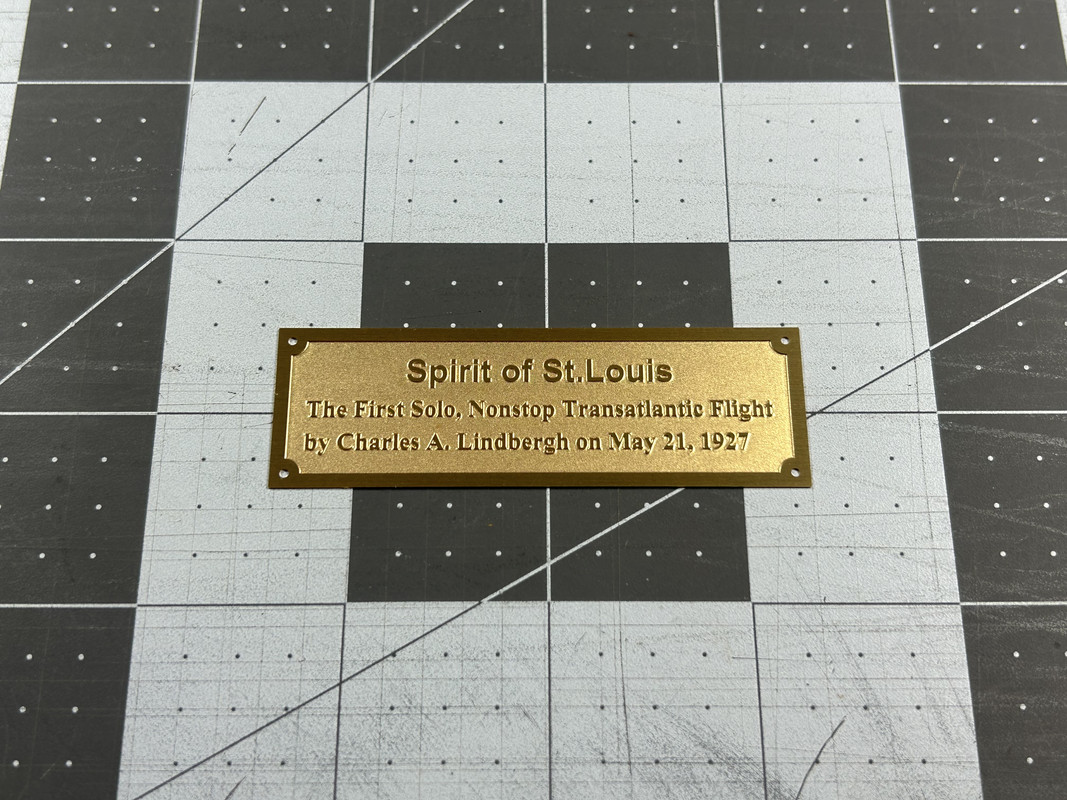 Spirit of St.Louis
The First Solo, Nonstop Transatlantic Flight
by Charles A. Lindbergh on May 21, 1927